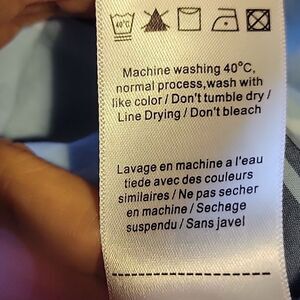 40°C
Machine washing 40°C,
normal process,wash with
like color / Don't tumble dry /
Line Drying / Don't bleach
Lavage en machine a l'eau
tiede avec des couleurs
similaires / Ne pas secher
en machine / Sechage
suspendu / Sans javel